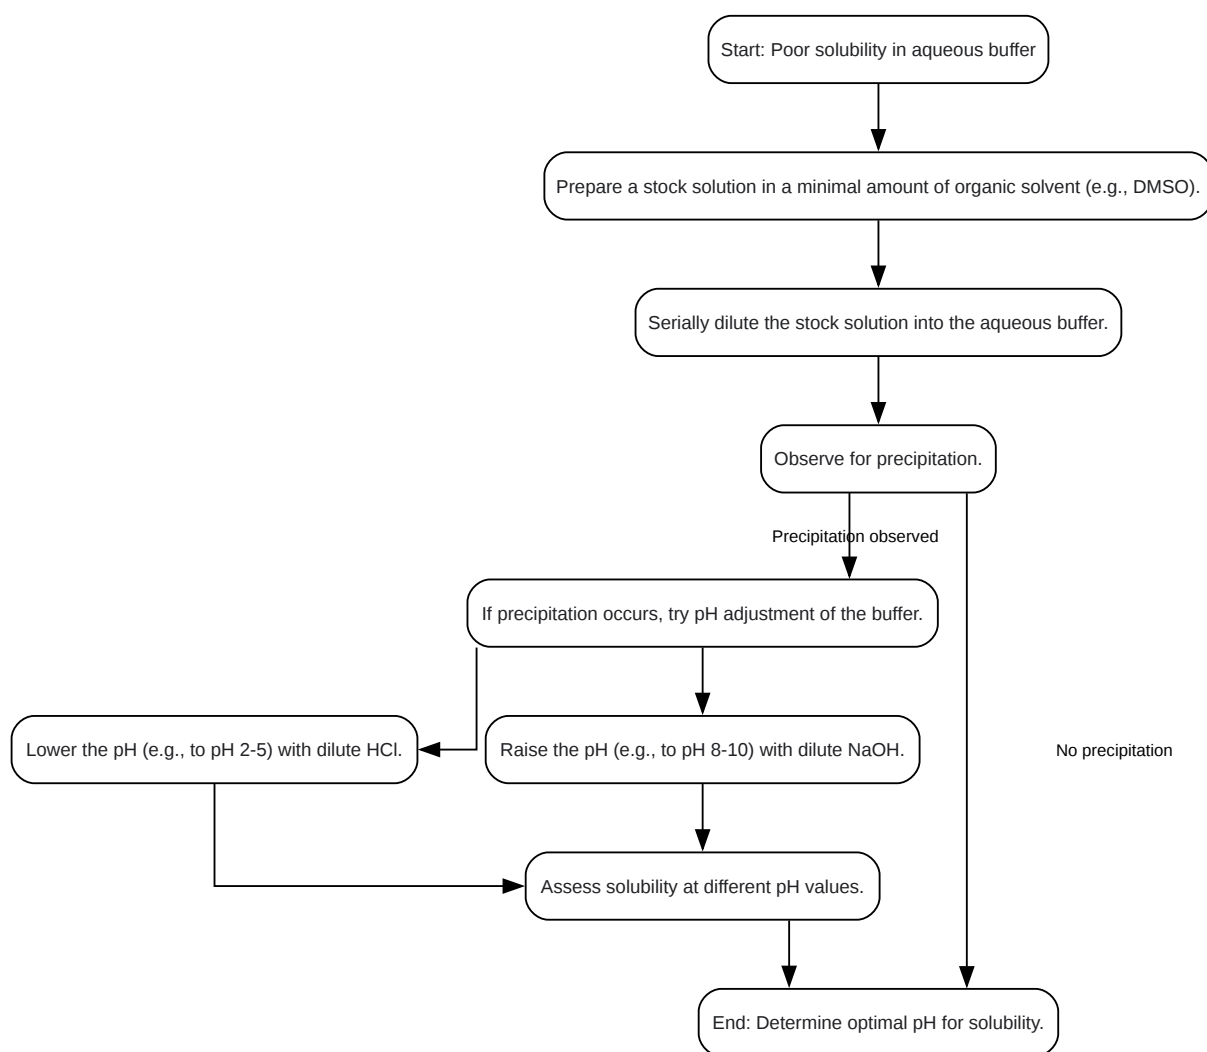 Start: Poor solubility in aqueous buffer
Prepare a stock solution in a minimal amount of organic solvent (e.g., DMSO).
Serially dilute the stock solution into the aqueous buffer.
Observe for precipitation.
Precipitation observed
If precipitation occurs, try pH adjustment of the buffer.
Lower the pH (e.g., to pH 2-5) with dilute HCl.
Raise the pH (e.g., to pH 8-10) with dilute NaOH.
No precipitation
Assess solubility at different pH values.
End: Determine optimal pH for solubility.